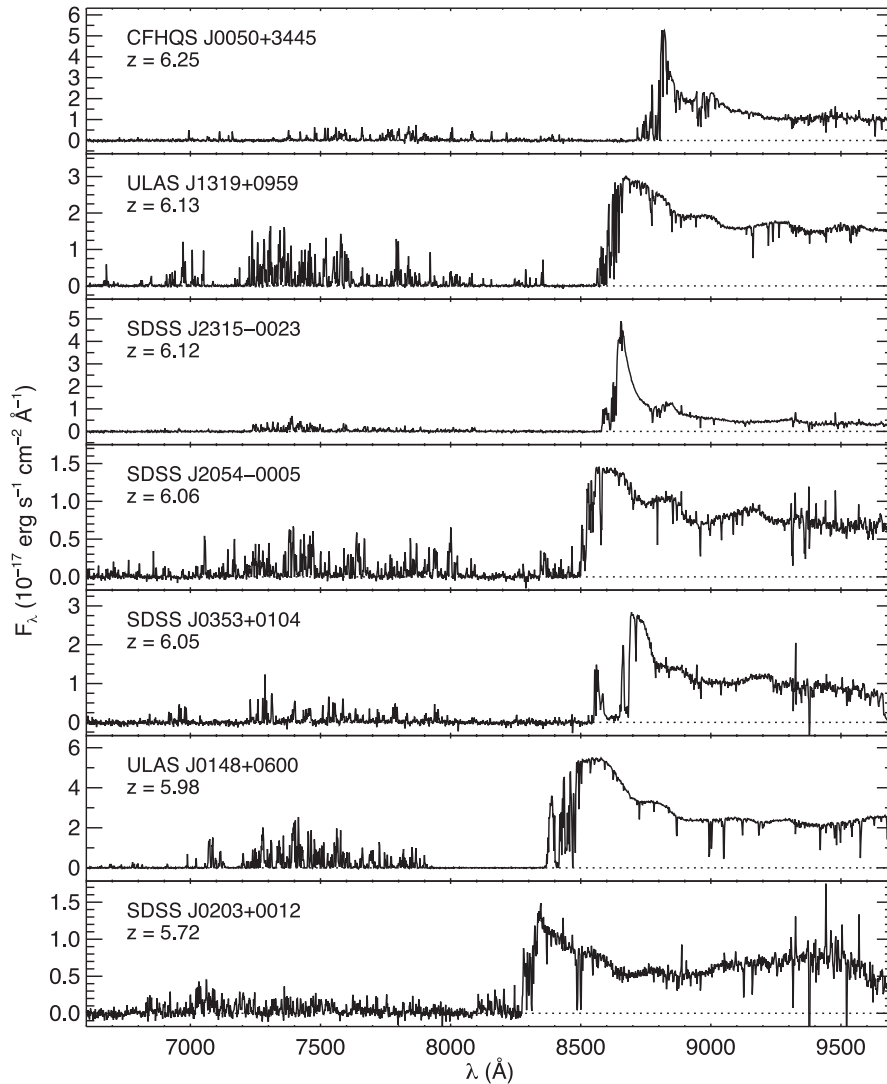 CFHQS J0050+3445
z = 6.25
6
5
4
3
2
1
0
ULAS J1319+0959
z = 6.13
3
2
1
0
SDSS J2315−0023
z = 6.12
5
4
3
2
1
0
SDSS J2054−0005
z = 6.06
1.5
1.0
0.5
0.0
SDSS J0353+0104
z = 6.05
3
2
1
0
ULAS J0148+0600
z = 5.98
6
4
2
0
SDSS J0203+0012
z = 5.72
1.5
1.0
0.5
0.0
Fλ (10⁻¹⁷ erg s⁻¹ cm⁻² Å⁻¹)
7000 7500 8000 8500 9000 9500
λ (Å)